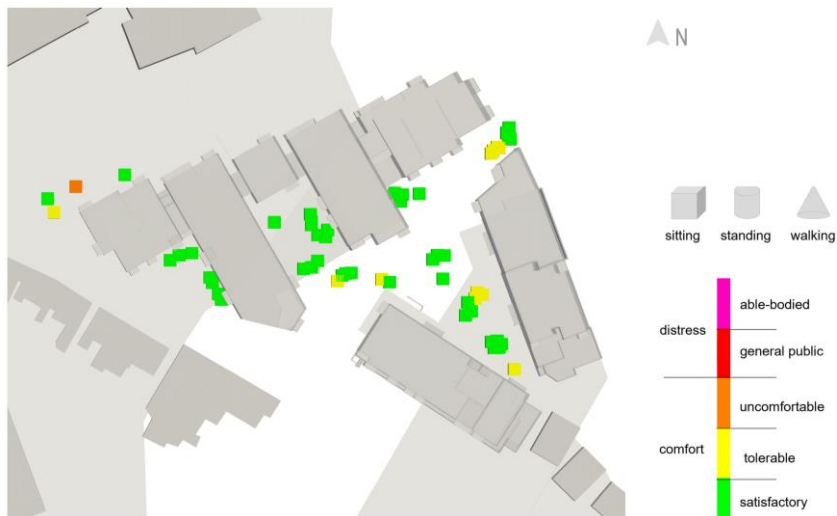 N
sitting standing walking
able-bodied
distress
general public
uncomfortable
comfort
tolerable
satisfactory